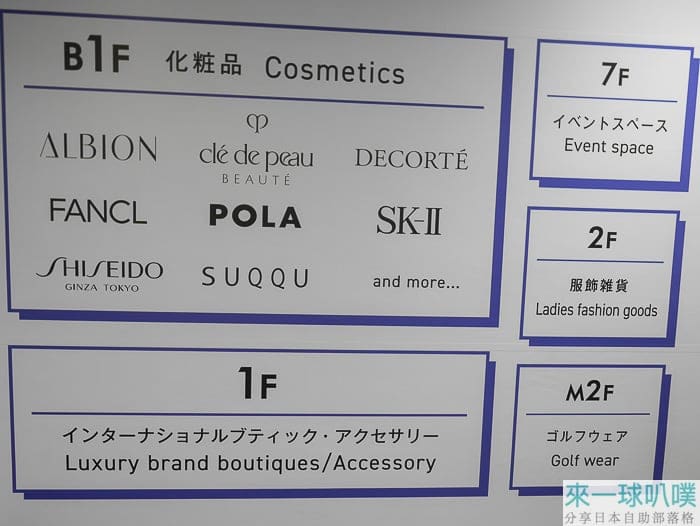 B1F 化粧品 Cosmetics
ALBION
clé de peau
BEAUTÉ
DECORTÉ
FANCL
POLA
SK-II
SHISEIDO
GINZA TOKYO
SUQQU
and more...
7F
イベントスペース
Event space
2F
服飾雑貨
Ladies fashion goods
1F
インターナショナルブティック・アクセサリー
Luxury brand boutiques/Accessory
M2F
ゴルフウェア
Golf wear
來一球叭噗
分享日本自助部落格